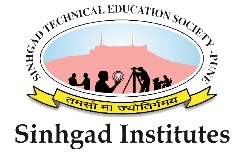 SINHGAD TECHNICAL EDUCATION SOCIETY - PUNE
तमसो मा ज्योतिर्गमय
Sinhgad Institutes